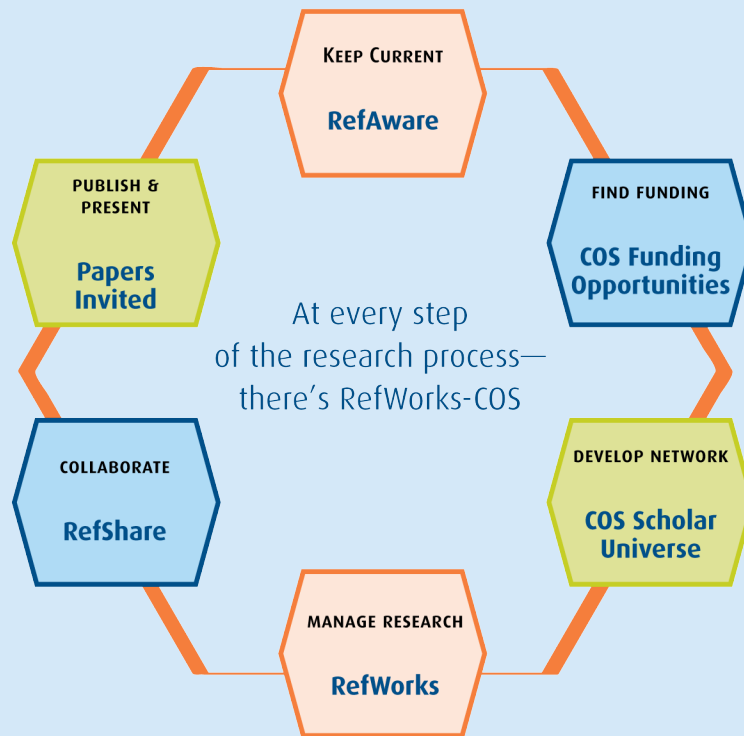 KEEP CURRENT
RefAware
PUBLISH &
PRESENT
Papers
Invited
FIND FUNDING
COS Funding
Opportunities
At every step
of the research process—
there's RefWorks-COS
COLLABORATE
RefShare
DEVELOP NETWORK
COS Scholar
Universe
MANAGE RESEARCH
RefWorks